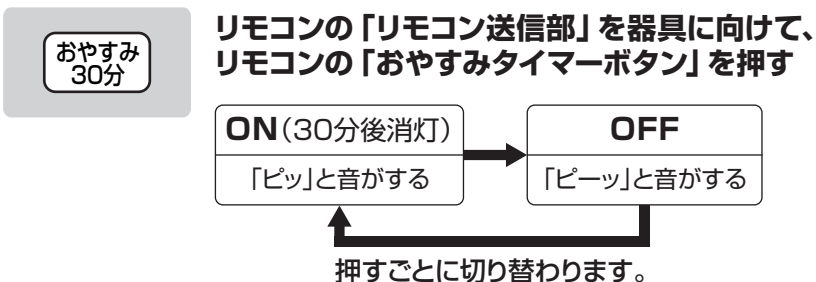 おやすみ
30分
リモコンの「リモコン送信部」を器具に向けて、
リモコンの「おやすみタイマーボタン」を押す
ON（30分後消灯）
「ピッ」と音がする
OFF
「ピーッ」と音がする
押すごとに切り替わります。